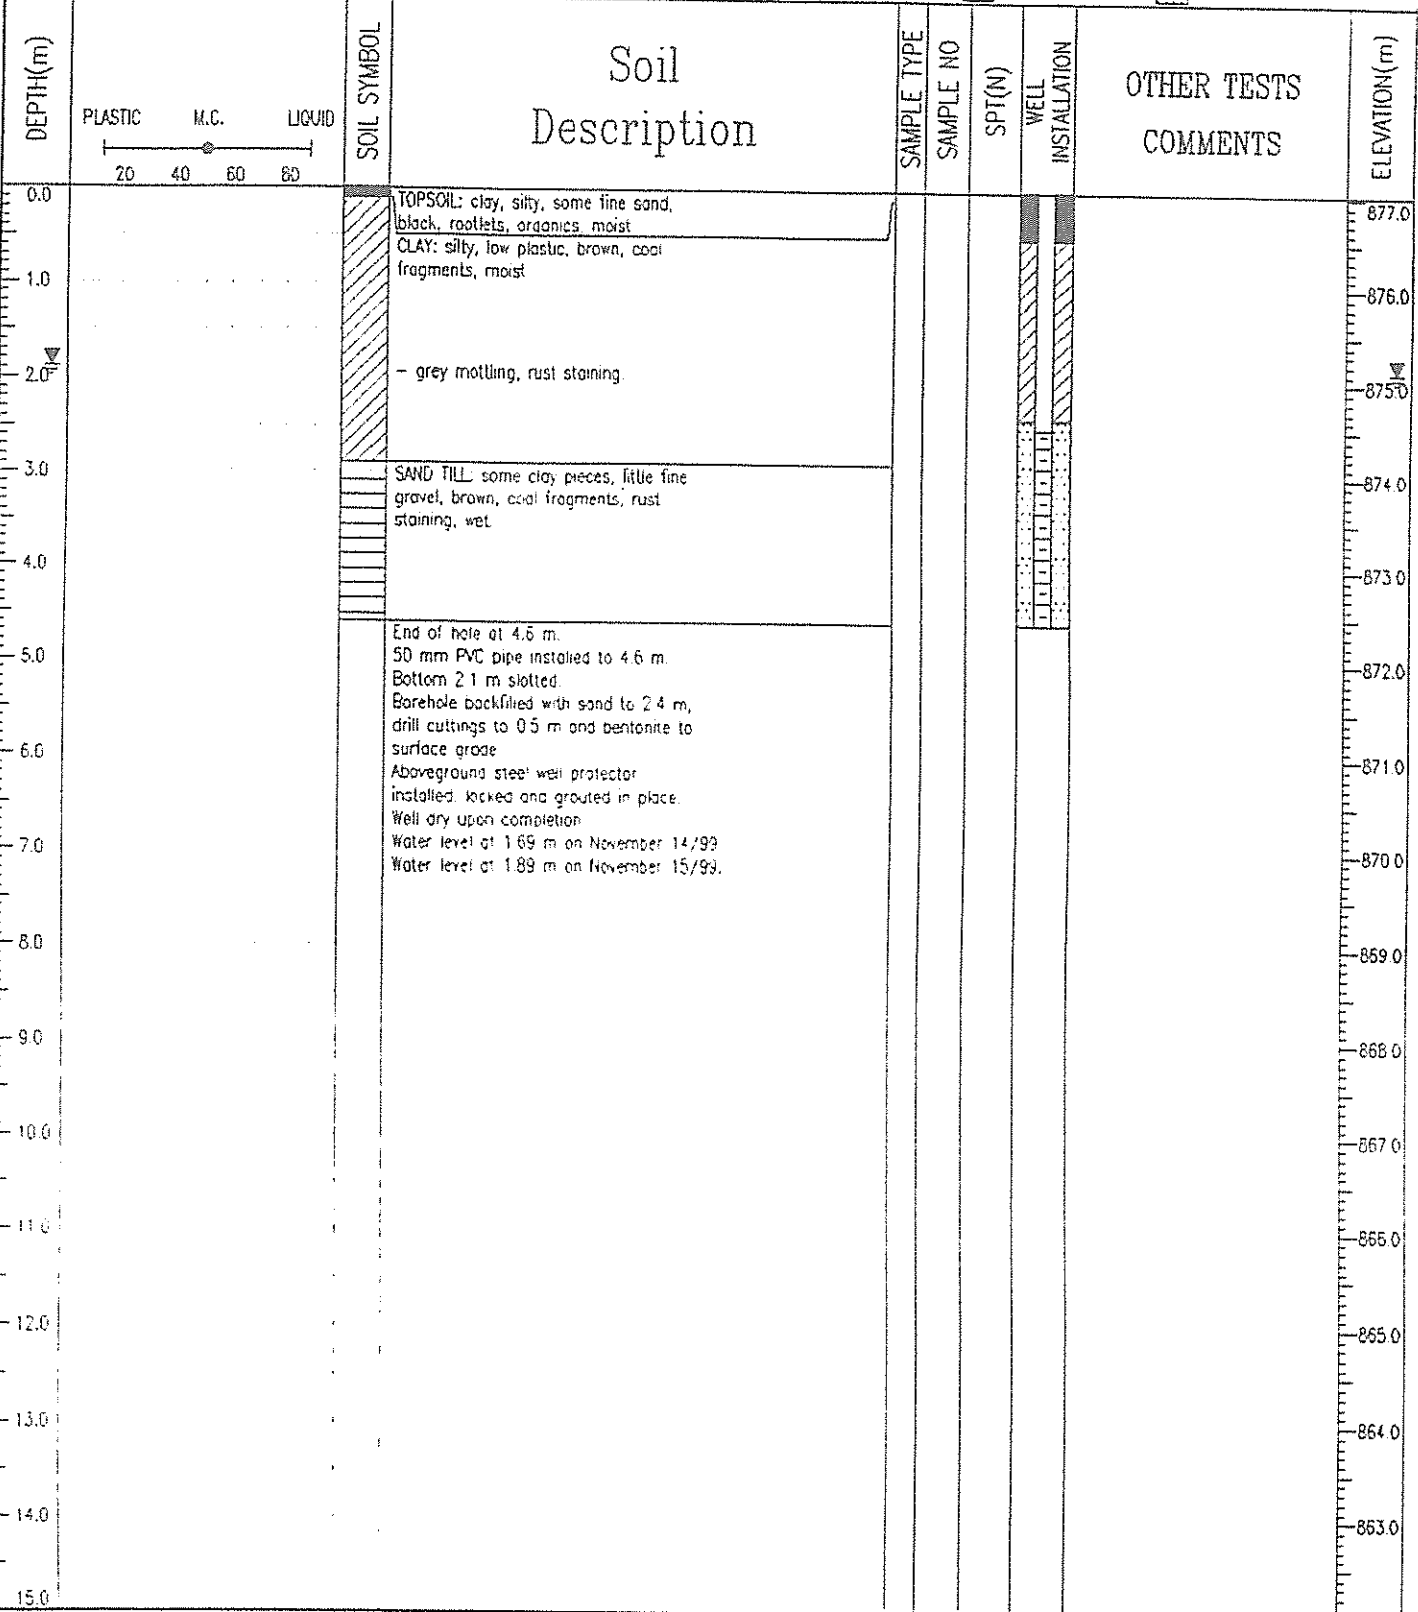 DEPTH(m)
PLASTIC M.C. LIQUID
20 40 60 80
SOIL SYMBOL
Soil
Description
SAMPLE TYPE
SAMPLE NO
SPT(N)
WELL
INSTALLATION
OTHER TESTS
COMMENTS
ELEVATION(m)
0.0
1.0
2.0
3.0
4.0
5.0
6.0
7.0
8.0
9.0
10.0
11.0
12.0
13.0
14.0
15.0
TOPSOIL: clay, silty, some fine sand,
black, rootlets, organics, moist
CLAY: silty, low plastic, brown, coal
fragments, moist
- grey mottling, rust staining.
SAND TILL: some clay pieces, little fine
gravel, brown, coal fragments, rust
staining, wet
End of hole at 4.6 m.
50 mm PVC pipe installed to 4.6 m.
Bottom 2.1 m slotted.
Borehole backfilled with sand to 2.4 m,
drill cuttings to 0.5 m and bentonite to
surface grade
Aboveground steel well protector
installed, locked and grouted in place.
Well dry upon completion
Water level at 1.69 m on November 14/99
Water level at 1.89 m on November 15/99.
877.0
876.0
875.0
874.0
873.0
872.0
871.0
870.0
869.0
868.0
867.0
866.0
865.0
864.0
863.0